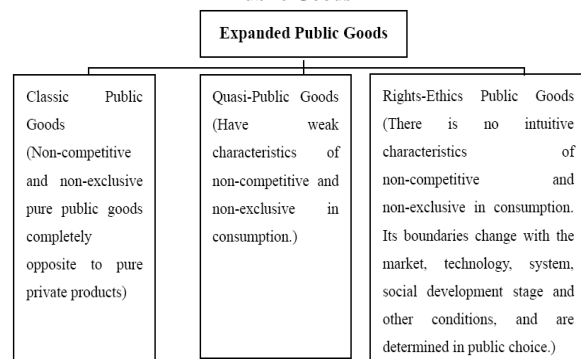 Expanded Public Goods
Classic Public
Goods
(Non-competitive
and non-exclusive
pure public goods
completely
opposite to pure
private products)
Quasi-Public Goods
(Have weak
characteristics of
non-competitive and
non-exclusive in
consumption.)
Rights-Ethics Public Goods
(There is no intuitive
characteristics of
non-competitive and
non-exclusive in consumption.
Its boundaries change with the
market, technology, system,
social development stage and
other conditions, and are
determined in public choice.)